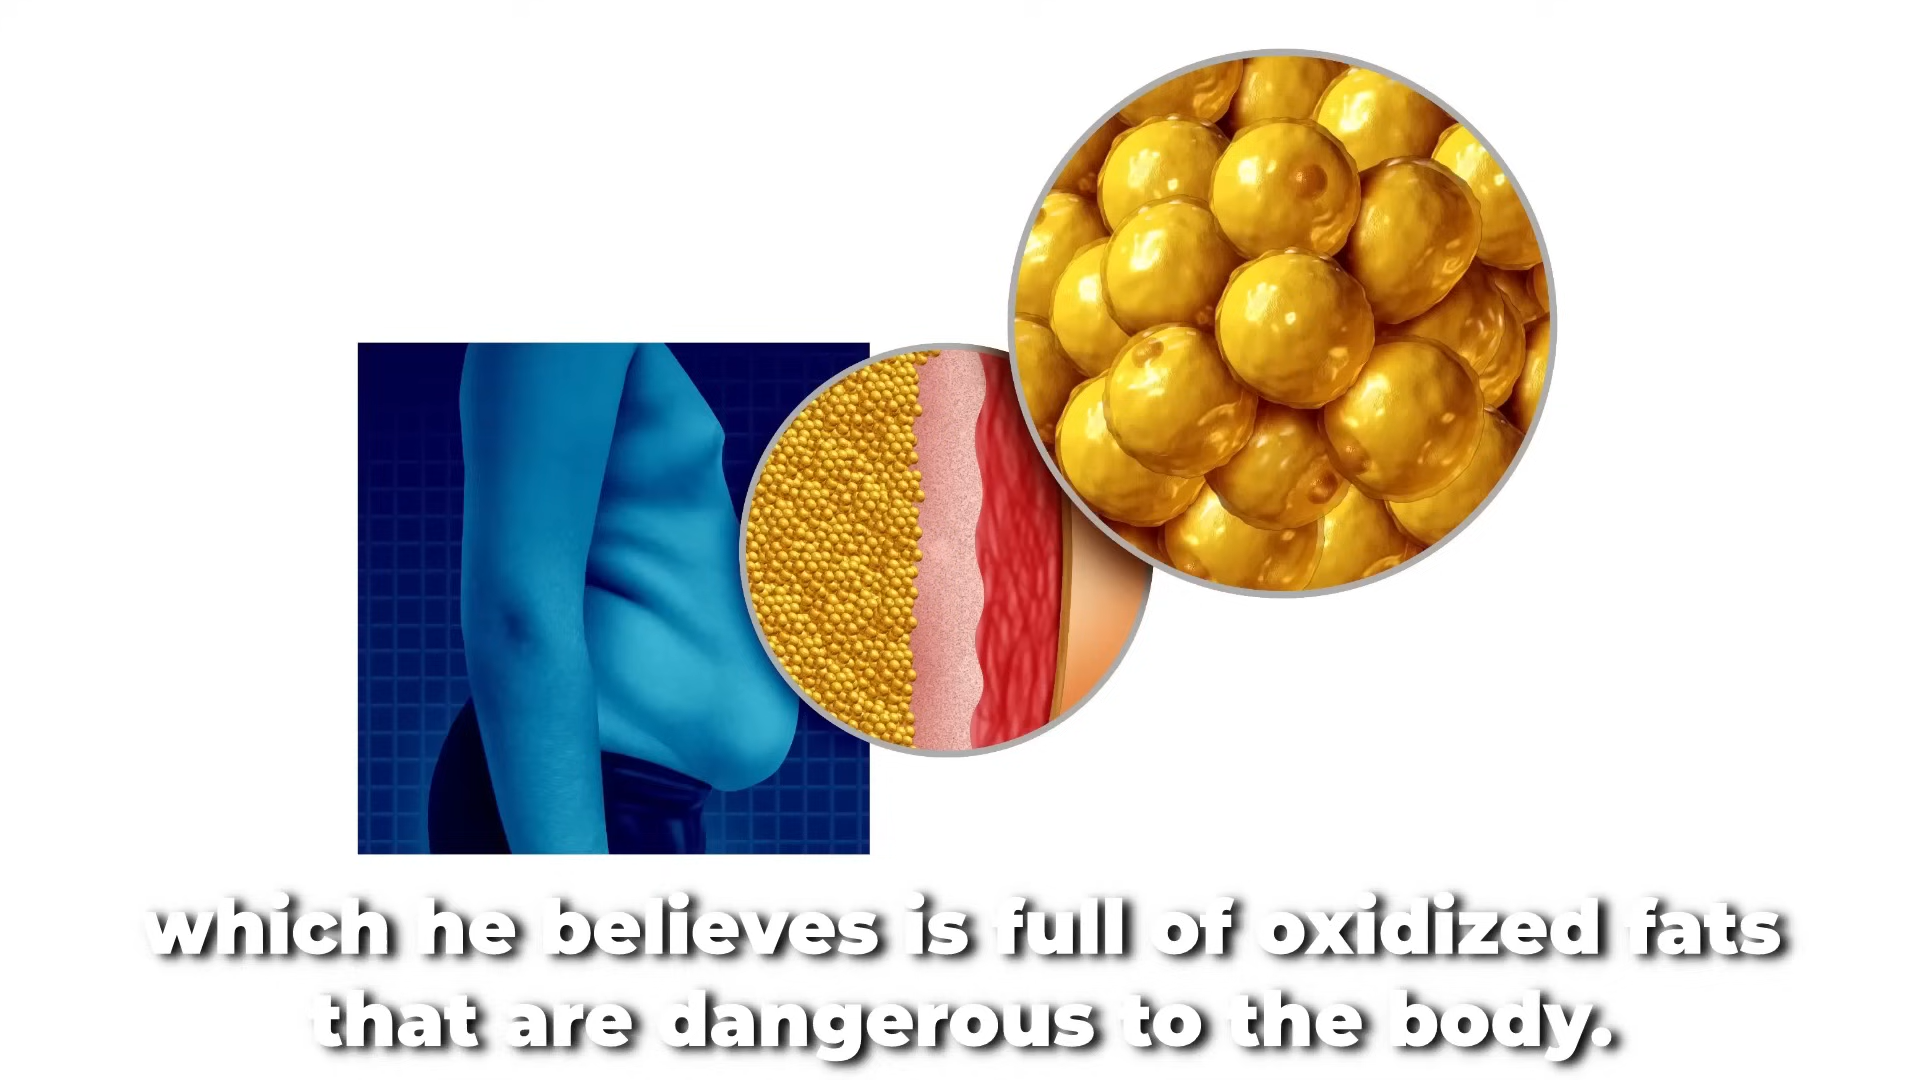 which he believes is full of oxidized fats
that are dangerous to the body.